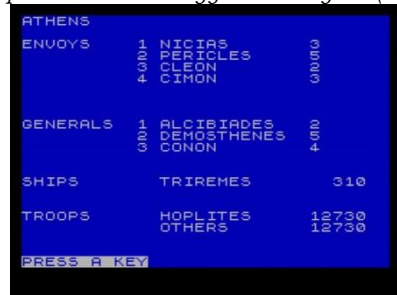 ATHENS
ENVOYS 1 NICIAS 3
2 PERICLES 5
3 CLEON 2
4 CIMON 3
GENERALS 1 ALCIBIADES 2
2 DEMOSTHENES 5
3 CONON 4
SHIPS TRIREMES 310
TROOPS HOPLITES 12730
OTHERS 12730
PRESS A KEY